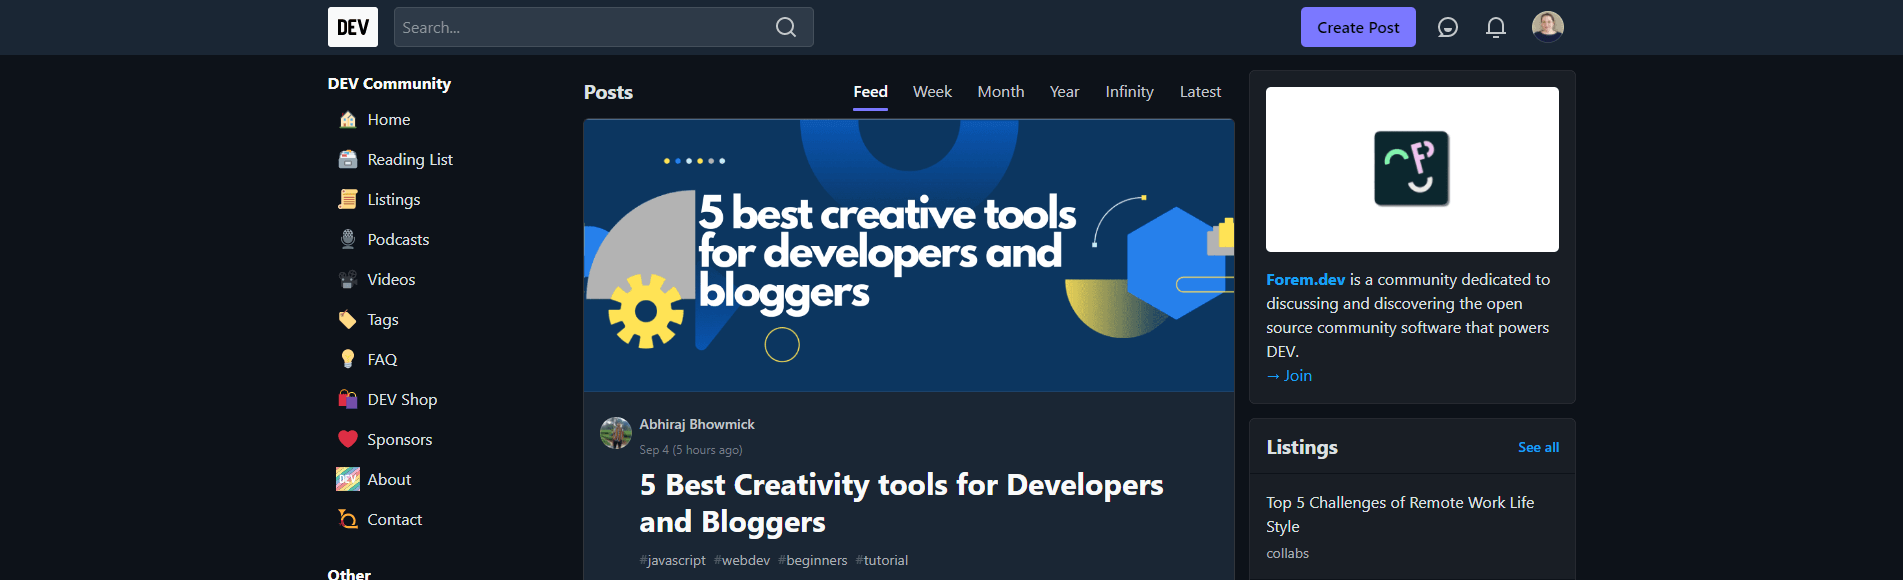 DEV
Search...
Create Post
DEV Community
Home
Reading List
Listings
Podcasts
Videos
Tags
FAQ
DEV Shop
Sponsors
DEV
About
Contact
Other
Posts
Feed Week Month Year Infinity Latest
5 best creative tools
for developers and
bloggers
Abhiraj Bhowmick
Sep 4 (5 hours ago)
5 Best Creativity tools for Developers
and Bloggers
#javascript #webdev #beginners #tutorial
Forem.dev is a community dedicated to
discussing and discovering the open
source community software that powers
DEV.
→ Join
Listings See all
Top 5 Challenges of Remote Work Life
Style
collabs